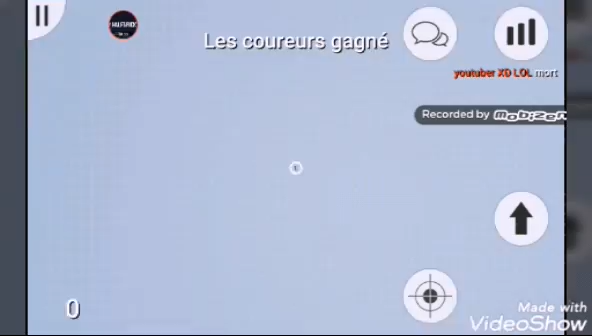 Les coureurs gagné
youtuber XD LOL mort
Recorded by mobizen
0
Made with
VideoShow